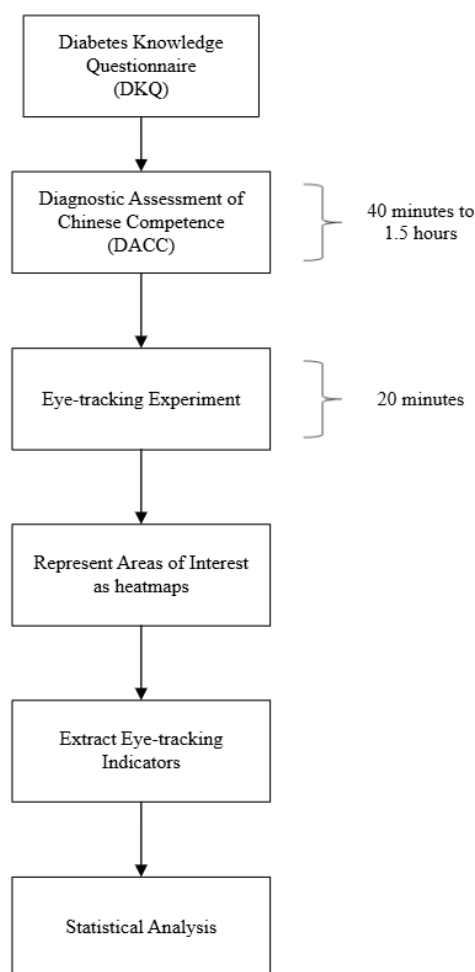 Diabetes Knowledge
Questionnaire
(DKQ)
Diagnostic Assessment of
Chinese Competence
(DACC)
40 minutes to
1.5 hours
Eye-tracking Experiment
20 minutes
Represent Areas of Interest
as heatmaps
Extract Eye-tracking
Indicators
Statistical Analysis